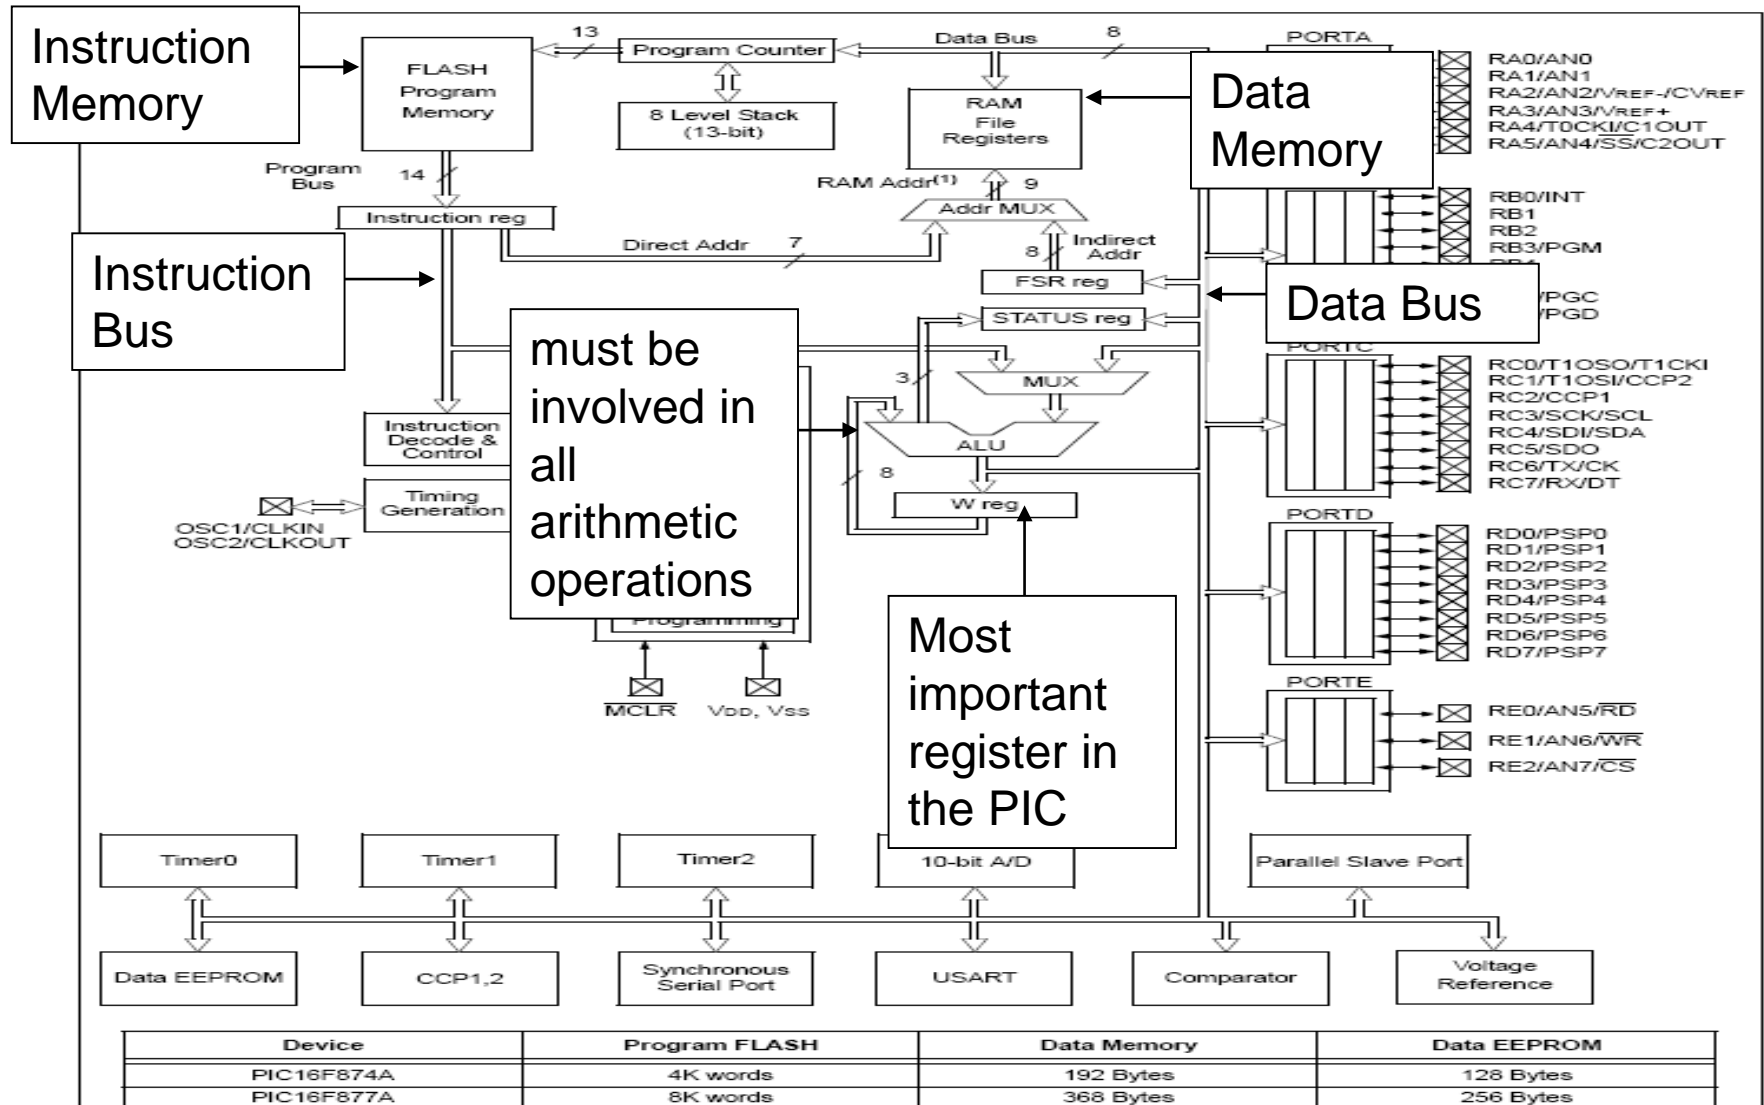 Instruction
Memory
FLASH
Program
Memory
13
Program Counter
8 Level Stack
(13-bit)
Data Bus
8
RAM
File
Registers
Data
Memory
PORTA
RA0/AN0
RA1/AN1
RA2/AN2/VREF-/CVREF
RA3/AN3/VREF+
RA4/T0CKI/C1OUT
RA5/AN4/SS/C2OUT
Program
Bus
14
Instruction reg
RAM Addr(1)
9
Addr MUX
Direct Addr
7
8
Indirect
Addr
FSR reg
STATUS reg
RB0/INT
RB1
RB2
RB3/PGM
/PGC
/PGD
Instruction
Bus
Data Bus
must be
involved in
all
arithmetic
operations
3
MUX
ALU
8
W reg
PORTC
RC0/T1OSO/T1CKI
RC1/T1OSI/CCP2
RC2/CCP1
RC3/SCK/SCL
RC4/SDI/SDA
RC5/SDO
RC6/TX/CK
RC7/RX/DT
Instruction
Decode &
Control
Timing
Generation
OSC1/CLKIN
OSC2/CLKOUT
Programming
MCLR
VDD, VSS
Most
important
register in
the PIC
PORTD
RD0/PSP0
RD1/PSP1
RD2/PSP2
RD3/PSP3
RD4/PSP4
RD5/PSP5
RD6/PSP6
RD7/PSP7
PORTE
RE0/AN5/RD
RE1/AN6/WR
RE2/AN7/CS
Timer0
Timer1
Timer2
10-bit A/D
Parallel Slave Port
Data EEPROM
CCP1,2
Synchronous
Serial Port
USART
Comparator
Voltage
Reference
Device Program FLASH Data Memory Data EEPROM
PIC16F874A 4K words 192 Bytes 128 Bytes
PIC16F877A 8K words 368 Bytes 256 Bytes